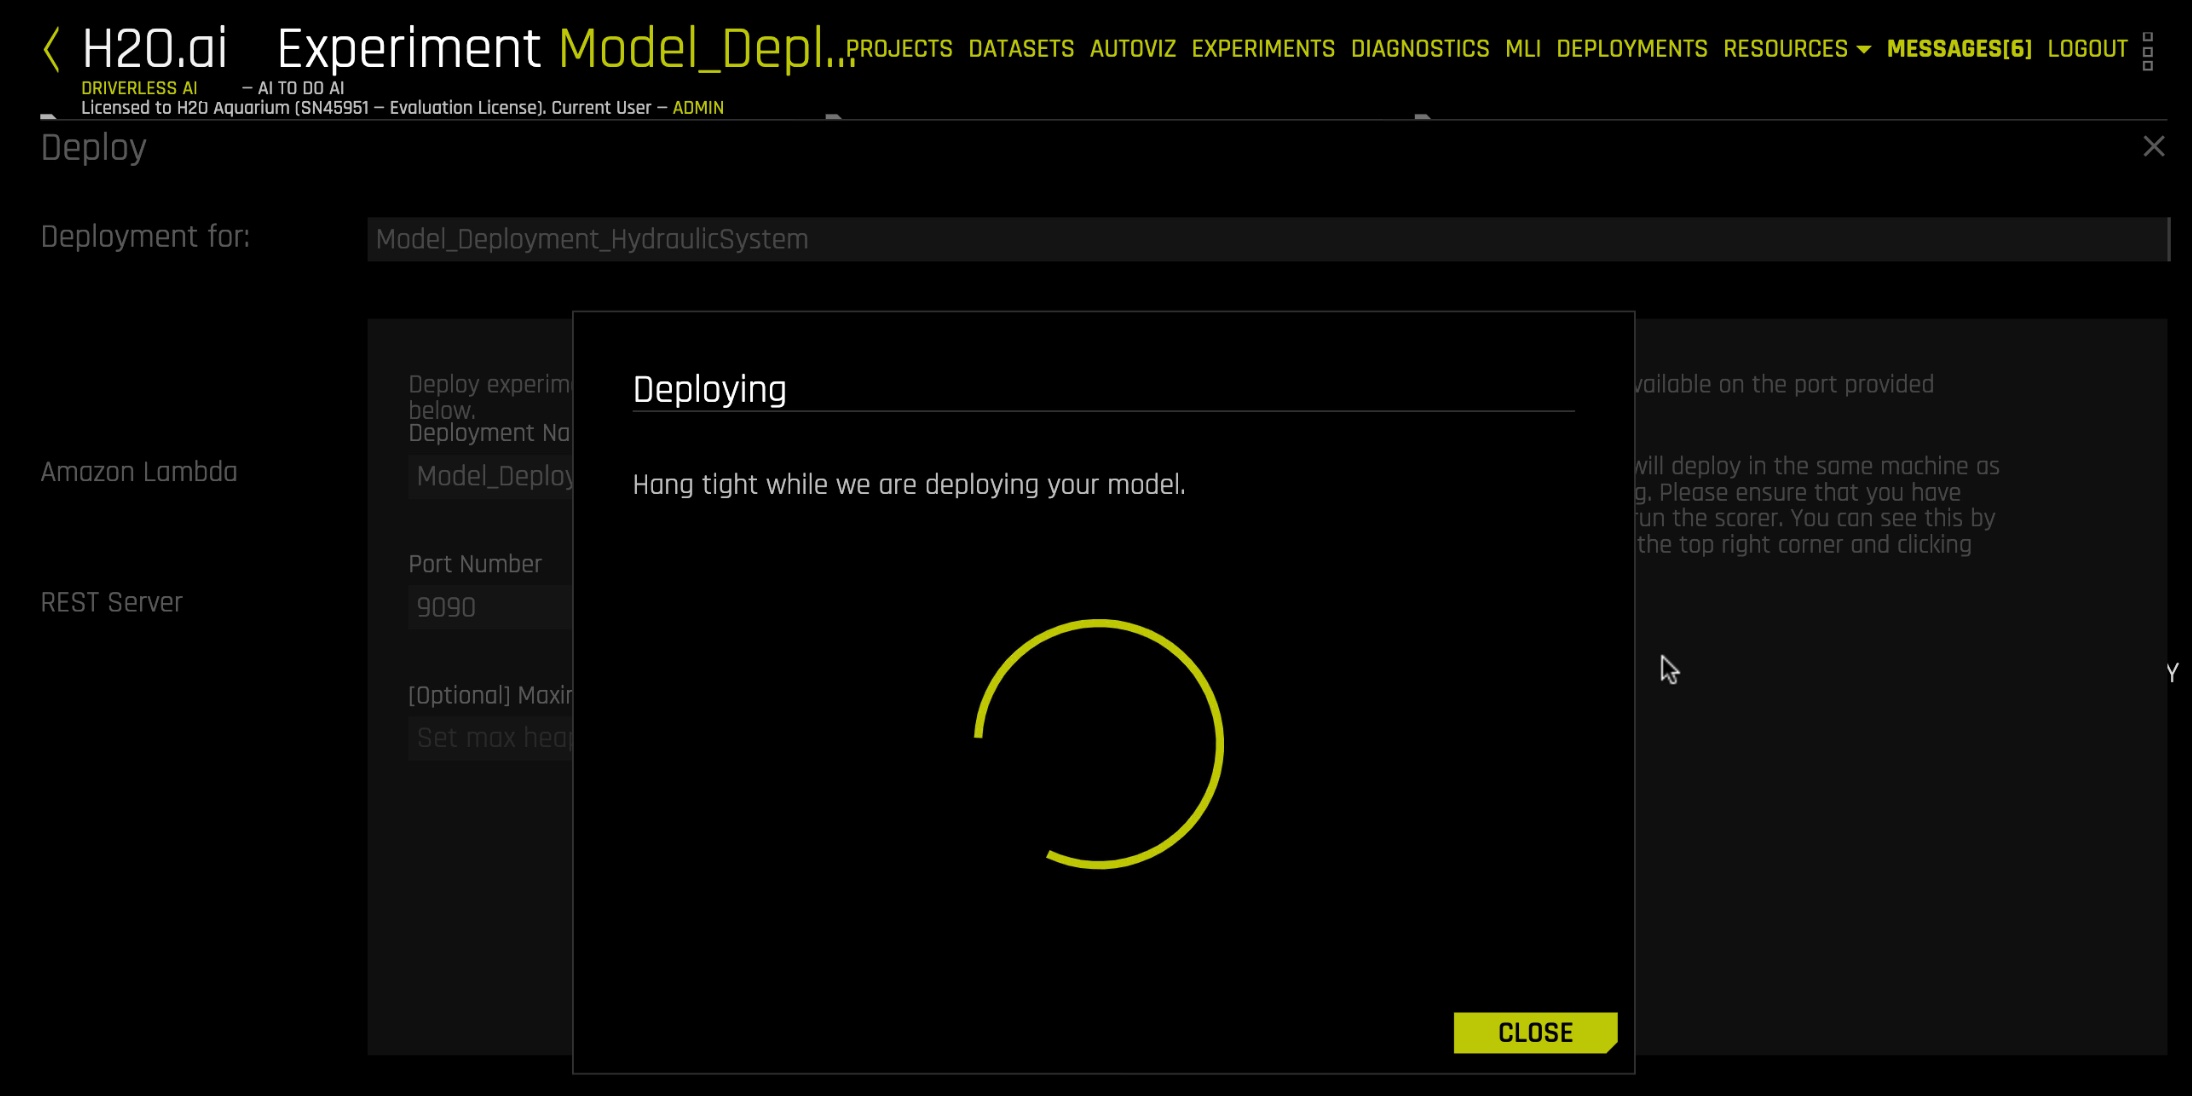 H2O.ai Experiment Model_Depl... PROJECTS DATASETS AUTOVIZ EXPERIMENTS DIAGNOSTICS MLI DEPLOYMENTS RESOURCES MESSAGES[6] LOGOUT
DRIVERLESS AI — AI TO DO AI
Licensed to H2O Aquarium (SN45951 — Evaluation License). Current User — ADMIN
Deploy
Deployment for: Model_Deployment_HydraulicSystem
Deploy experim
below.
vailable on the port provided
Deployment Na
Amazon Lambda
Model_Deploy
will deploy in the same machine as
g. Please ensure that you have
run the scorer. You can see this by
the top right corner and clicking
Port Number
REST Server
9090
[Optional] Maxi
Set max hea
Deploying
Hang tight while we are deploying your model.
CLOSE
Y